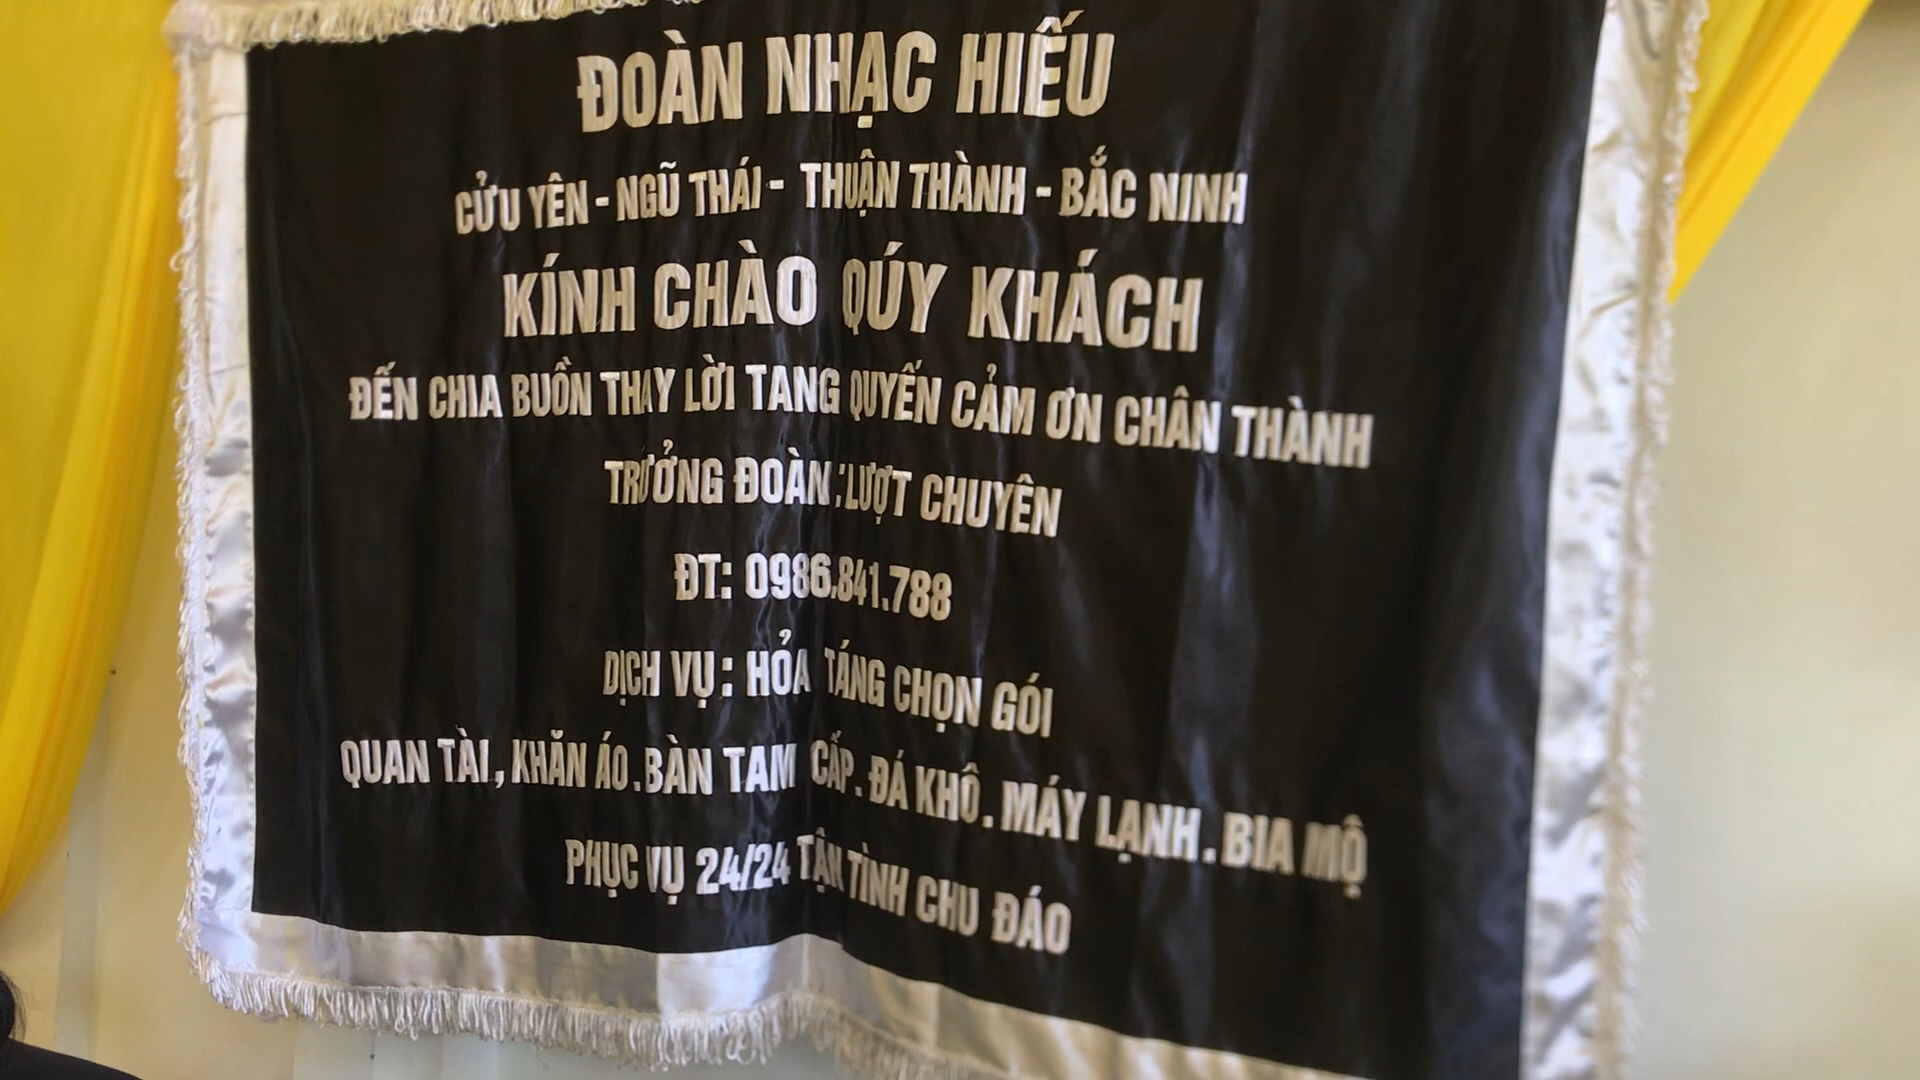 ĐOÀN NHẠC HIẾU
CỬU YÊN - NGŨ THÁI - THUẬN THÀNH - BẮC NINH
KÍNH CHÀO QÚY KHÁCH
ĐẾN CHIA BUỒN THAY LỜI TANG QUYẾN CẢM ƠN CHÂN THÀNH
TRƯỞNG ĐOÀN : LƯỢT CHUYÊN
ĐT: 0986.841.788
DỊCH VỤ: HỎA TÁNG CHỌN GÓI
QUAN TÀI, KHĂN ÁO. BÀN TAM CẤP. ĐÁ KHÔ. MÁY LẠNH. BIA MỘ
PHỤC VỤ 24/24 TẬN TÌNH CHU ĐÁO